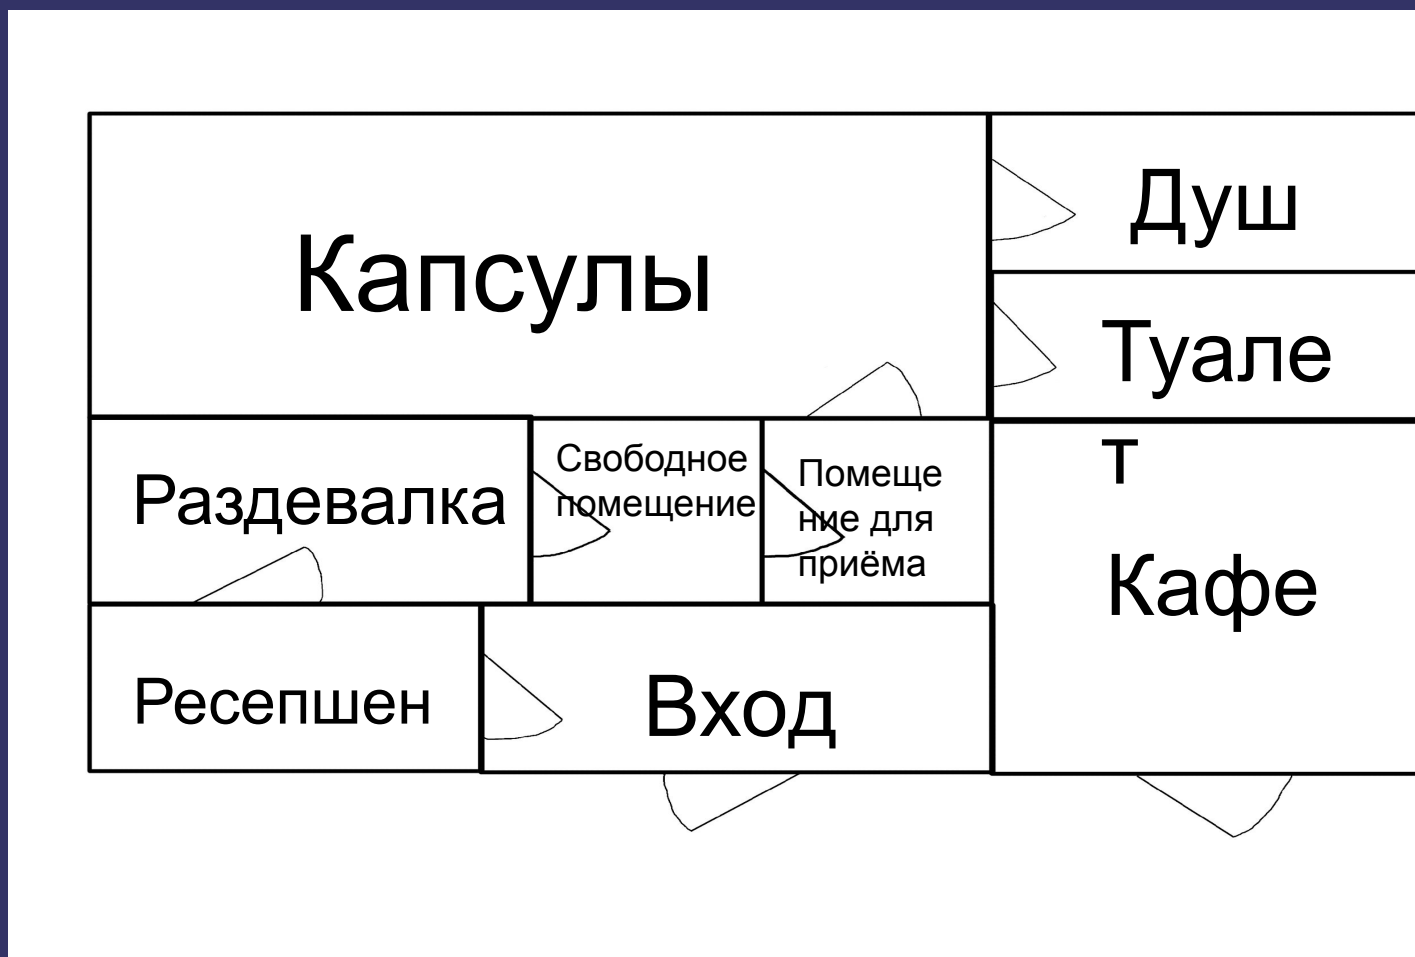 Капсулы
Душ
Туале
т
Раздевалка
Свободное
помещение
Помеще
ние для
приёма
Кафе
Ресепшен
Вход